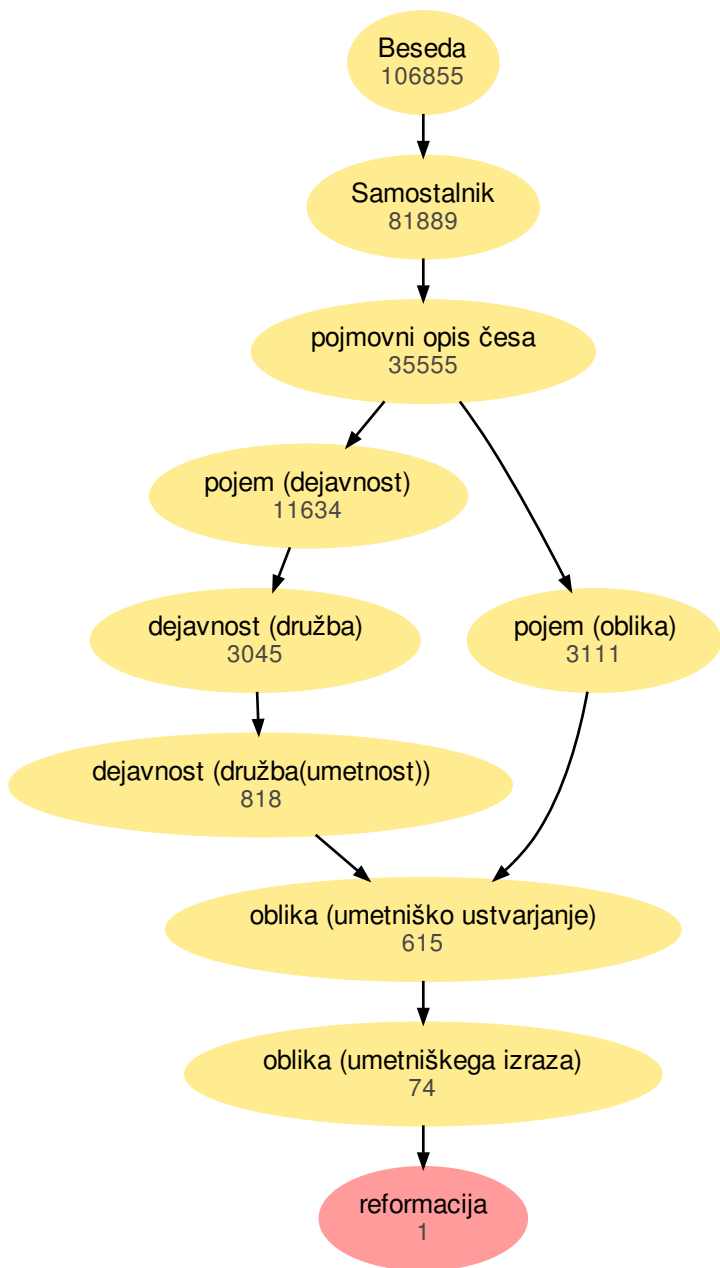 Beseda
106855
Samostalnik
81889
pojmovni opis česa
35555
pojem (dejavnost)
11634
dejavnost (družba)
3045
pojem (oblika)
3111
dejavnost (družba(umetnost))
818
oblika (umetniško ustvarjanje)
615
oblika (umetniškega izraza)
74
reformacija
1